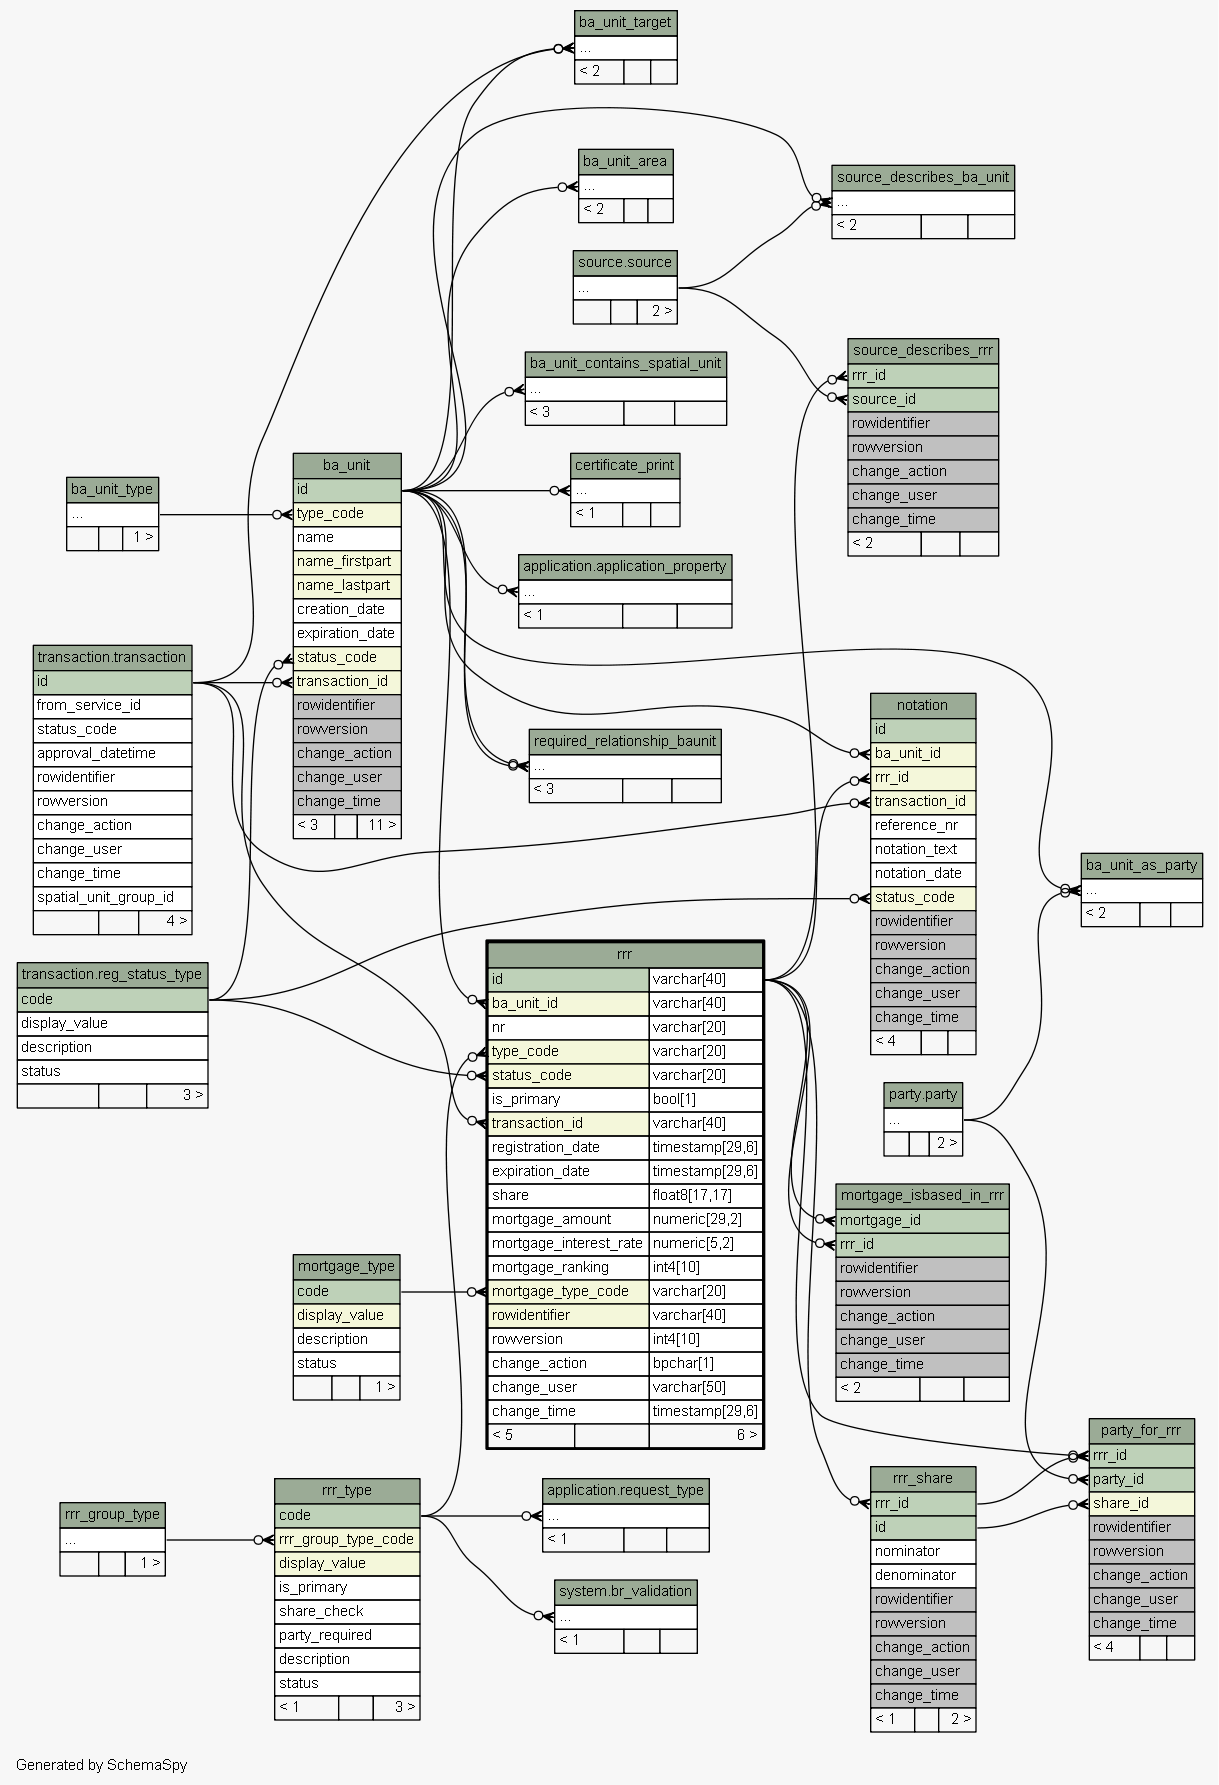 ba_unit_target
...
< 2
ba_unit_area
...
< 2
source_describes_ba_unit
...
< 2
source.source
...
2 >
source_describes_rrr
rrr_id
source_id
rowidentifier
rowversion
change_action
change_user
change_time
< 2
ba_unit_contains_spatial_unit
...
< 3
ba_unit
id
type_code
name
name_firstpart
name_lastpart
creation_date
expiration_date
status_code
transaction_id
rowidentifier
rowversion
change_action
change_user
change_time
< 3 11 >
certificate_print
...
< 1
ba_unit_type
...
1 >
application.application_property
...
< 1
transaction.transaction
id
from_service_id
status_code
approval_datetime
rowidentifier
rowversion
change_action
change_user
change_time
spatial_unit_group_id
4 >
notation
id
ba_unit_id
rrr_id
transaction_id
reference_nr
notation_text
notation_date
status_code
rowidentifier
rowversion
change_action
change_user
change_time
< 4
required_relationship_baunit
...
< 3
ba_unit_as_party
...
< 2
transaction.reg_status_type
code
display_value
description
status
3 >
rrr
id varchar[40]
ba_unit_id varchar[40]
nr varchar[20]
type_code varchar[20]
status_code varchar[20]
is_primary bool[1]
transaction_id varchar[40]
registration_date timestamp[29,6]
expiration_date timestamp[29,6]
share float8[17,17]
mortgage_amount numeric[29,2]
mortgage_interest_rate numeric[5,2]
mortgage_ranking int4[10]
mortgage_type_code varchar[20]
rowidentifier varchar[40]
rowversion int4[10]
change_action bpchar[1]
change_user varchar[50]
change_time timestamp[29,6]
< 5 6 >
party.party
...
2 >
mortgage_isbased_in_rrr
mortgage_id
rrr_id
rowidentifier
rowversion
change_action
change_user
change_time
< 2
mortgage_type
code
display_value
description
status
1 >
party_for_rrr
rrr_id
party_id
share_id
rowidentifier
rowversion
change_action
change_user
change_time
< 4
rrr_share
rrr_id
id
nominator
denominator
rowidentifier
rowversion
change_action
change_user
change_time
< 1 2 >
rrr_type
code
rrr_group_type_code
display_value
is_primary
share_check
party_required
description
status
< 1 3 >
application.request_type
...
< 1
rrr_group_type
...
1 >
system.br_validation
...
< 1
Generated by SchemaSpy